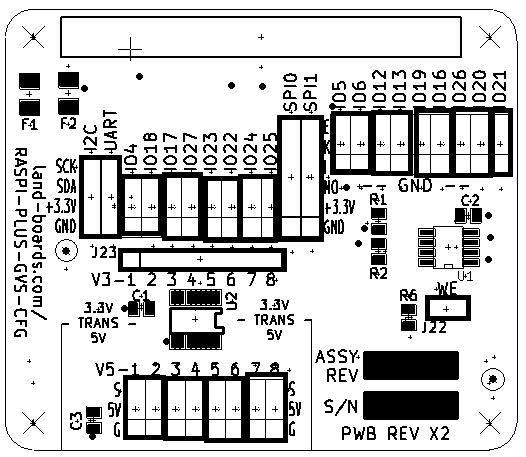 SPI0
SPI1
IO5
IO6
IO12
IO13
IO19
IO16
IO26
IO20
IO21
F1
F2
I2C
UART
IO4
IO18
IO17
IO27
IO23
IO22
IO24
IO25
SCK
SDA
+3.3V
GND
land-boards.com/
RASPI-PLUS-GVS-CFG
+3.3V
GND
-- GND --
R1
R2
C2
U1
J23
V3-1 2 3 4 5 6 7 8
C1
U2
3.3V
TRANS
5V
3.3V
TRANS
5V
R6
WE
J22
V5-1 2 3 4 5 6 7 8
S
5V
G
S
5V
G
C3
ASSY
REV
S/N
PWB REV X2